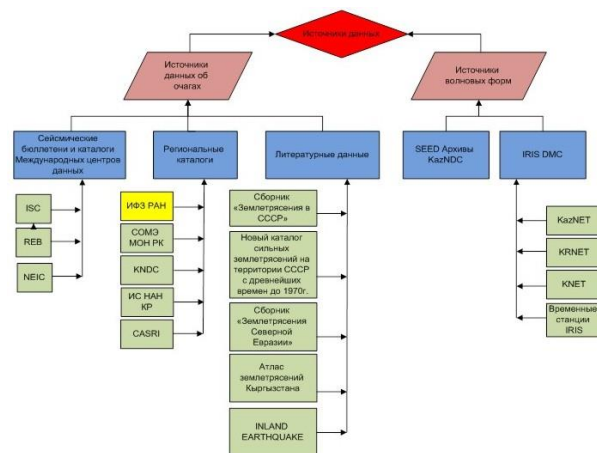 Источники данных
Источники
данных об
очагах
Источники
волновых форм
Сейсмические
бюллетени и каталоги
Международных центров
данных
Региональные
каталоги
Литературные данные
SEED Архивы
KazNDC
IRIS DMC
ISC
REB
NEIC
ИФЗ РАН
СОМЭ
МОН РК
KNDC
ИС НАН
КР
CASRI
Сборник
«Землетрясения в
СССР»
Новый каталог
сильных
землетрясений на
территории СССР
с древнейших
времен до 1970г.
Сборник
«Землетрясения
Северной
Евразии»
Атлас
землетрясений
Кыргызстана
INLAND
EARTHQUAKE
KazNET
KRNET
KNET
Временные
станции
IRIS